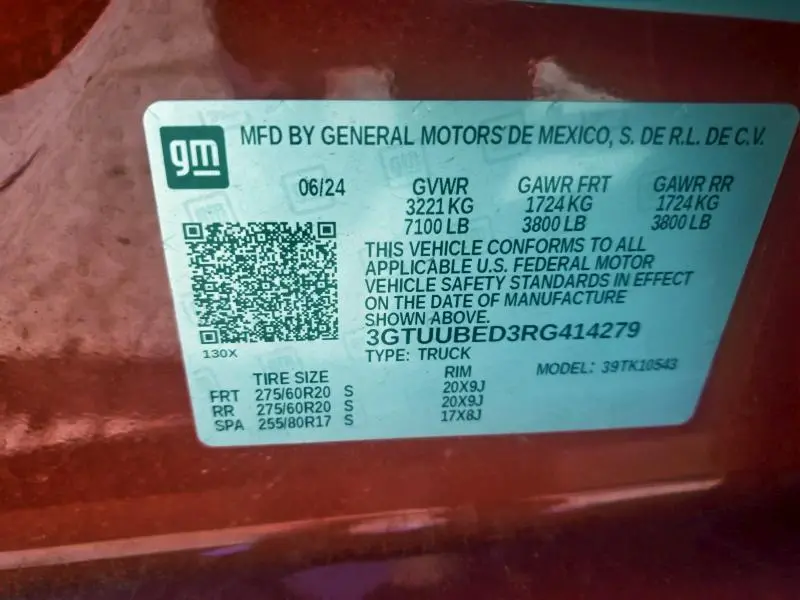 gm
MFD BY GENERAL MOTORS DE MEXICO, S. DE R.L. DE C.V.
06/24 GVWR GAWR FRT GAWR RR
3221 KG 1724 KG 1724 KG
7100 LB 3800 LB 3800 LB
THIS VEHICLE CONFORMS TO ALL
APPLICABLE U.S. FEDERAL MOTOR
VEHICLE SAFETY STANDARDS IN EFFECT
ON THE DATE OF MANUFACTURE
SHOWN ABOVE.
3GTUUBED3RG414279
130X
TYPE: TRUCK
MODEL: 39TK10543
TIRE SIZE RIM
FRT 275/60R20 S 20X9J
RR 275/60R20 S 20X9J
SPA 255/80R17 S 17X8J